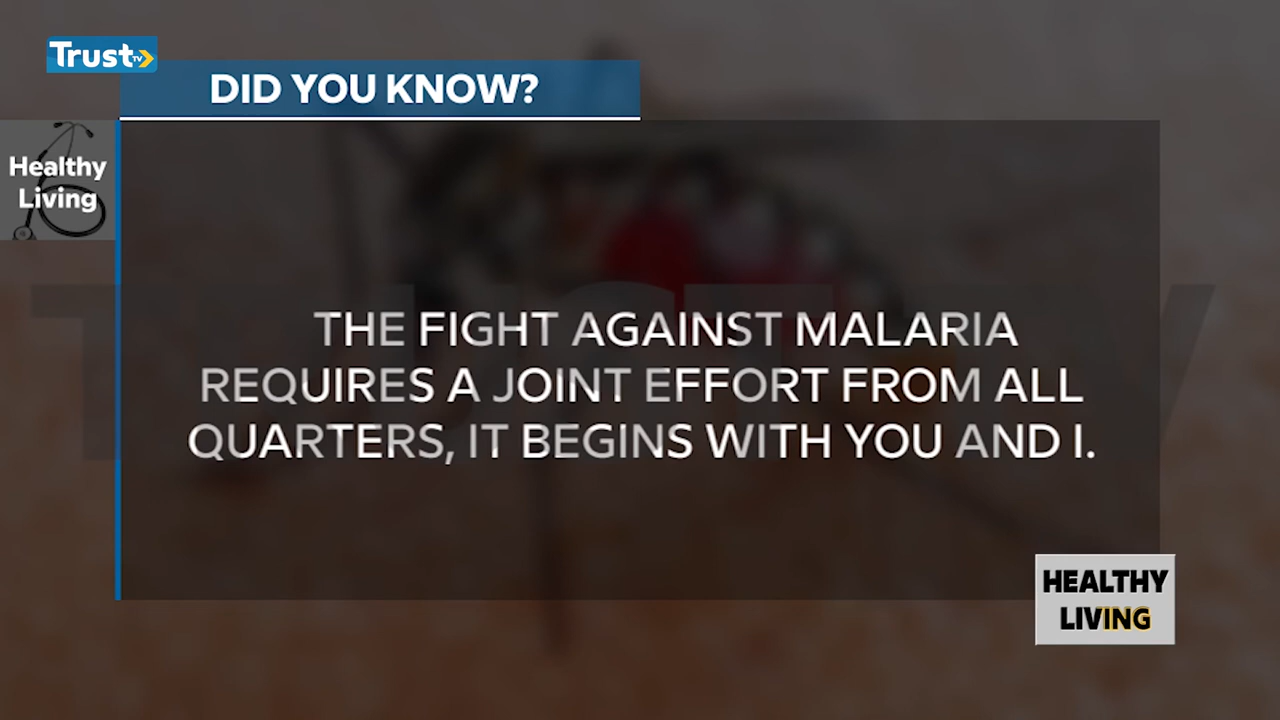 Trust TV
DID YOU KNOW?
Healthy
Living
THE FIGHT AGAINST MALARIA
REQUIRES A JOINT EFFORT FROM ALL
QUARTERS, IT BEGINS WITH YOU AND I.
HEALTHY
LIVING